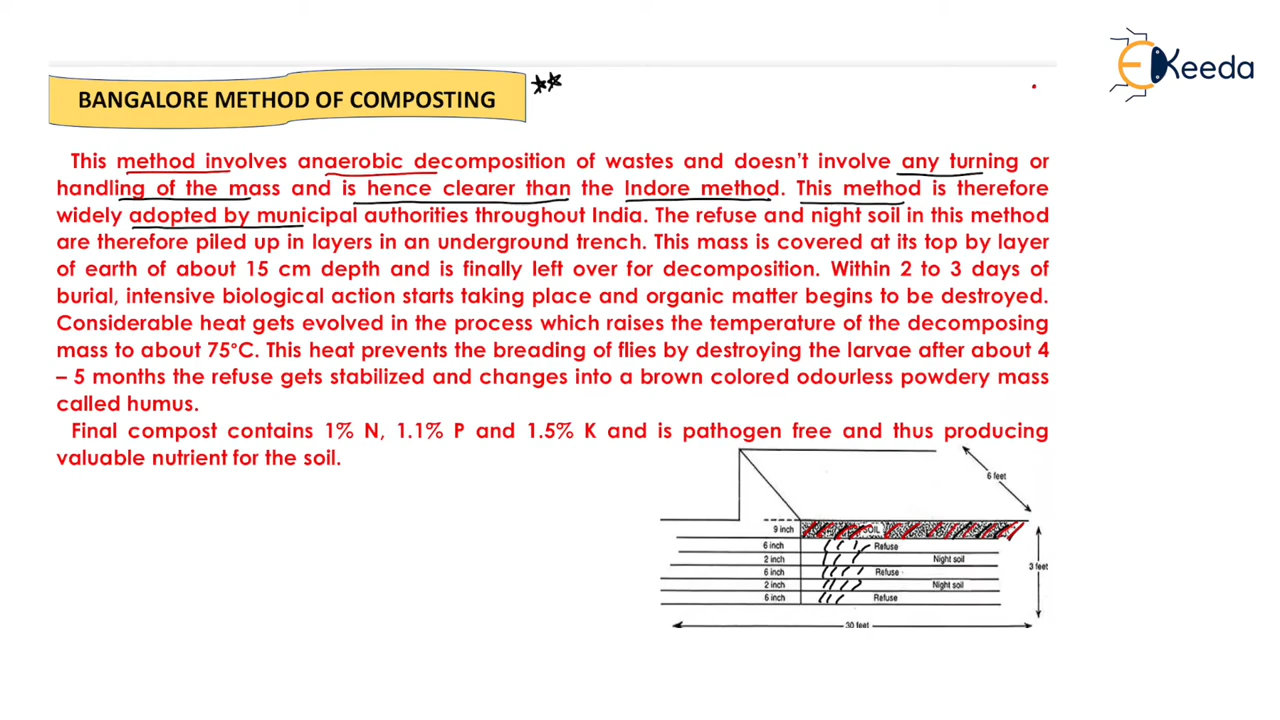 Keeda
BANGALORE METHOD OF COMPOSTING
This method involves anaerobic decomposition of wastes and doesn't involve any turning or
handling of the mass and is hence clearer than the Indore method. This method is therefore
widely adopted by municipal authorities throughout India. The refuse and night soil in this method
are therefore piled up in layers in an underground trench. This mass is covered at its top by layer
of earth of about 15 cm depth and is finally left over for decomposition. Within 2 to 3 days of
burial, intensive biological action starts taking place and organic matter begins to be destroyed.
Considerable heat gets evolved in the process which raises the temperature of the decomposing
mass to about 75°C. This heat prevents the breading of flies by destroying the larvae after about 4
– 5 months the refuse gets stabilized and changes into a brown colored odourless powdery mass
called humus.
Final compost contains 1% N, 1.1% P and 1.5% K and is pathogen free and thus producing
valuable nutrient for the soil.
6 feet
9 inch SOIL
6 inch Refuse
2 inch Night soil
6 inch Refuse
2 inch Night soil
6 inch Refuse
3 feet
30 feet